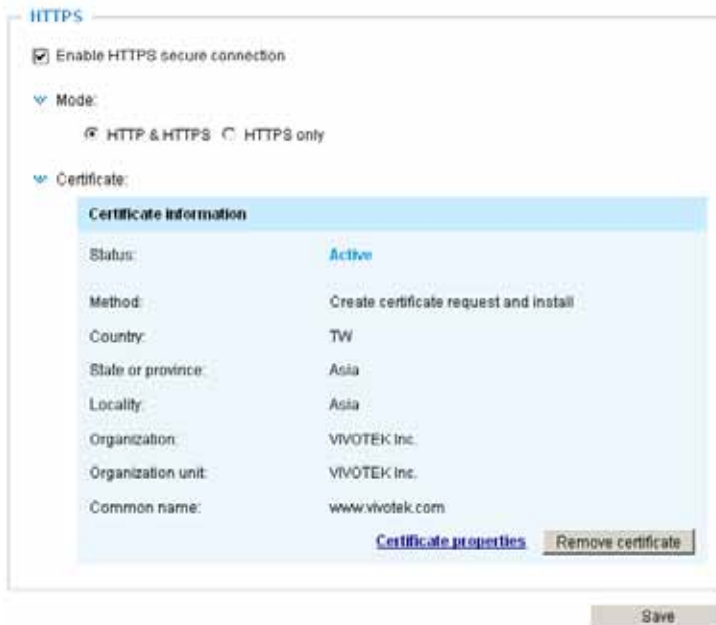 HTTPS
Enable HTTPS secure connection
Mode:
HTTP & HTTPS HTTPS only
Certificate:
Certificate information
Status: Active
Method: Create certificate request and install
Country: TW
State or province: Asia
Locality: Asia
Organization: VIVOTEK Inc.
Organization unit: VIVOTEK Inc.
Common name: www.vivotek.com
Certificate properties Remove certificate
Save